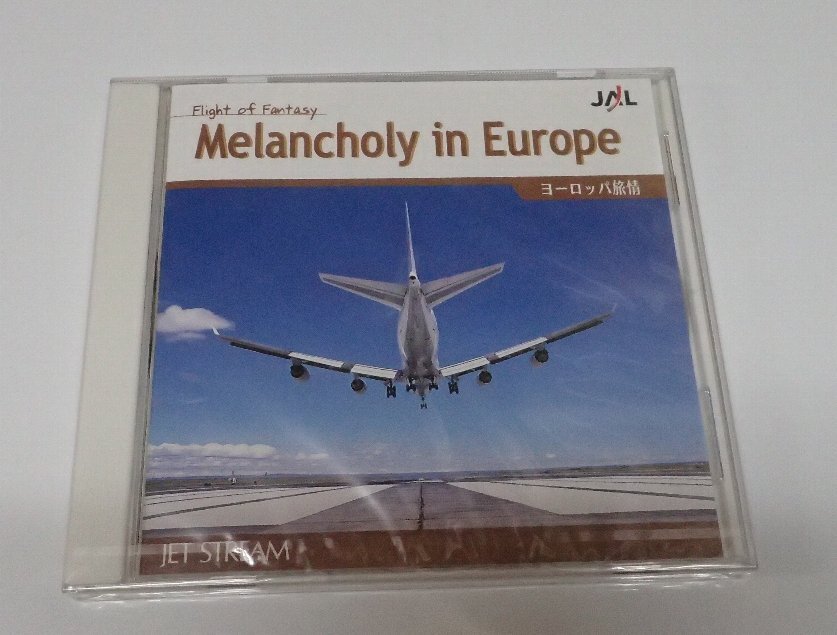 Flight of Fantasy
JAL
Melancholy in Europe
ヨーロッパ旅情
JET STREAM